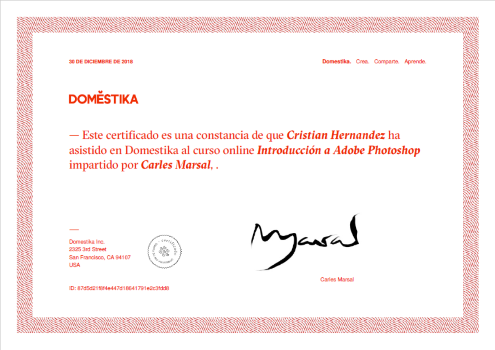 30 DE DICIEMBRE DE 2018
Domestika. Crea. Comparte. Aprende.
DOMĚSTIKA
— Este certificado es una constancia de que Cristian Hernandez ha
asistido en Domestika al curso online Introducción a Adobe Photoshop
impartido por Carles Marsal, .
Domestika Inc.
2325 3rd Street
San Francisco, CA 94107
USA
Marsal
Carles Marsal
ID: